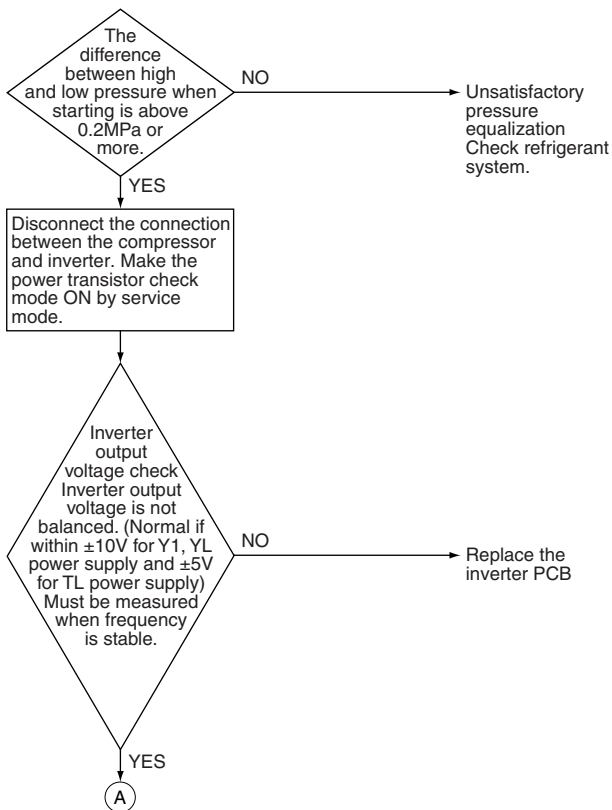 The
difference
between high
and low pressure when
starting is above
0.2MPa or
more.
NO
Unsatisfactory
pressure
equalization
Check refrigerant
system.
YES
Disconnect the connection
between the compressor
and inverter. Make the
power transistor check
mode ON by service
mode.
Inverter
output
voltage check
Inverter output
voltage is not
balanced. (Normal if
within ±10V for Y1, YL
power supply and ±5V
for TL power supply)
Must be measured
when frequency
is stable.
NO
Replace the
inverter PCB
YES
A